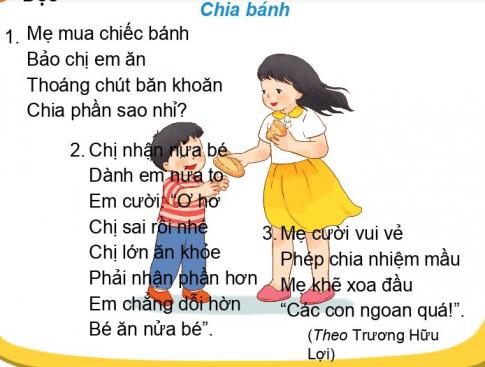 Chia bánh
1. Mẹ mua chiếc bánh
Bảo chị em ăn
Thoáng chút băn khoăn
Chia phần sao nhỉ?
2. Chị nhận nửa bé
Dành em nửa to
Em cười: “Ơ hơ
Chị sai rồi nhé
Chị lớn ăn khỏe
Phải nhận phần hơn
Em chẳng dỗi hờn
Bé ăn nửa bé”.
3. Mẹ cười vui vẻ
Phép chia nhiệm mầu
Mẹ khẽ xoa đầu
“Các con ngoan quá!”.
(Theo Trương Hữu
Lợi)